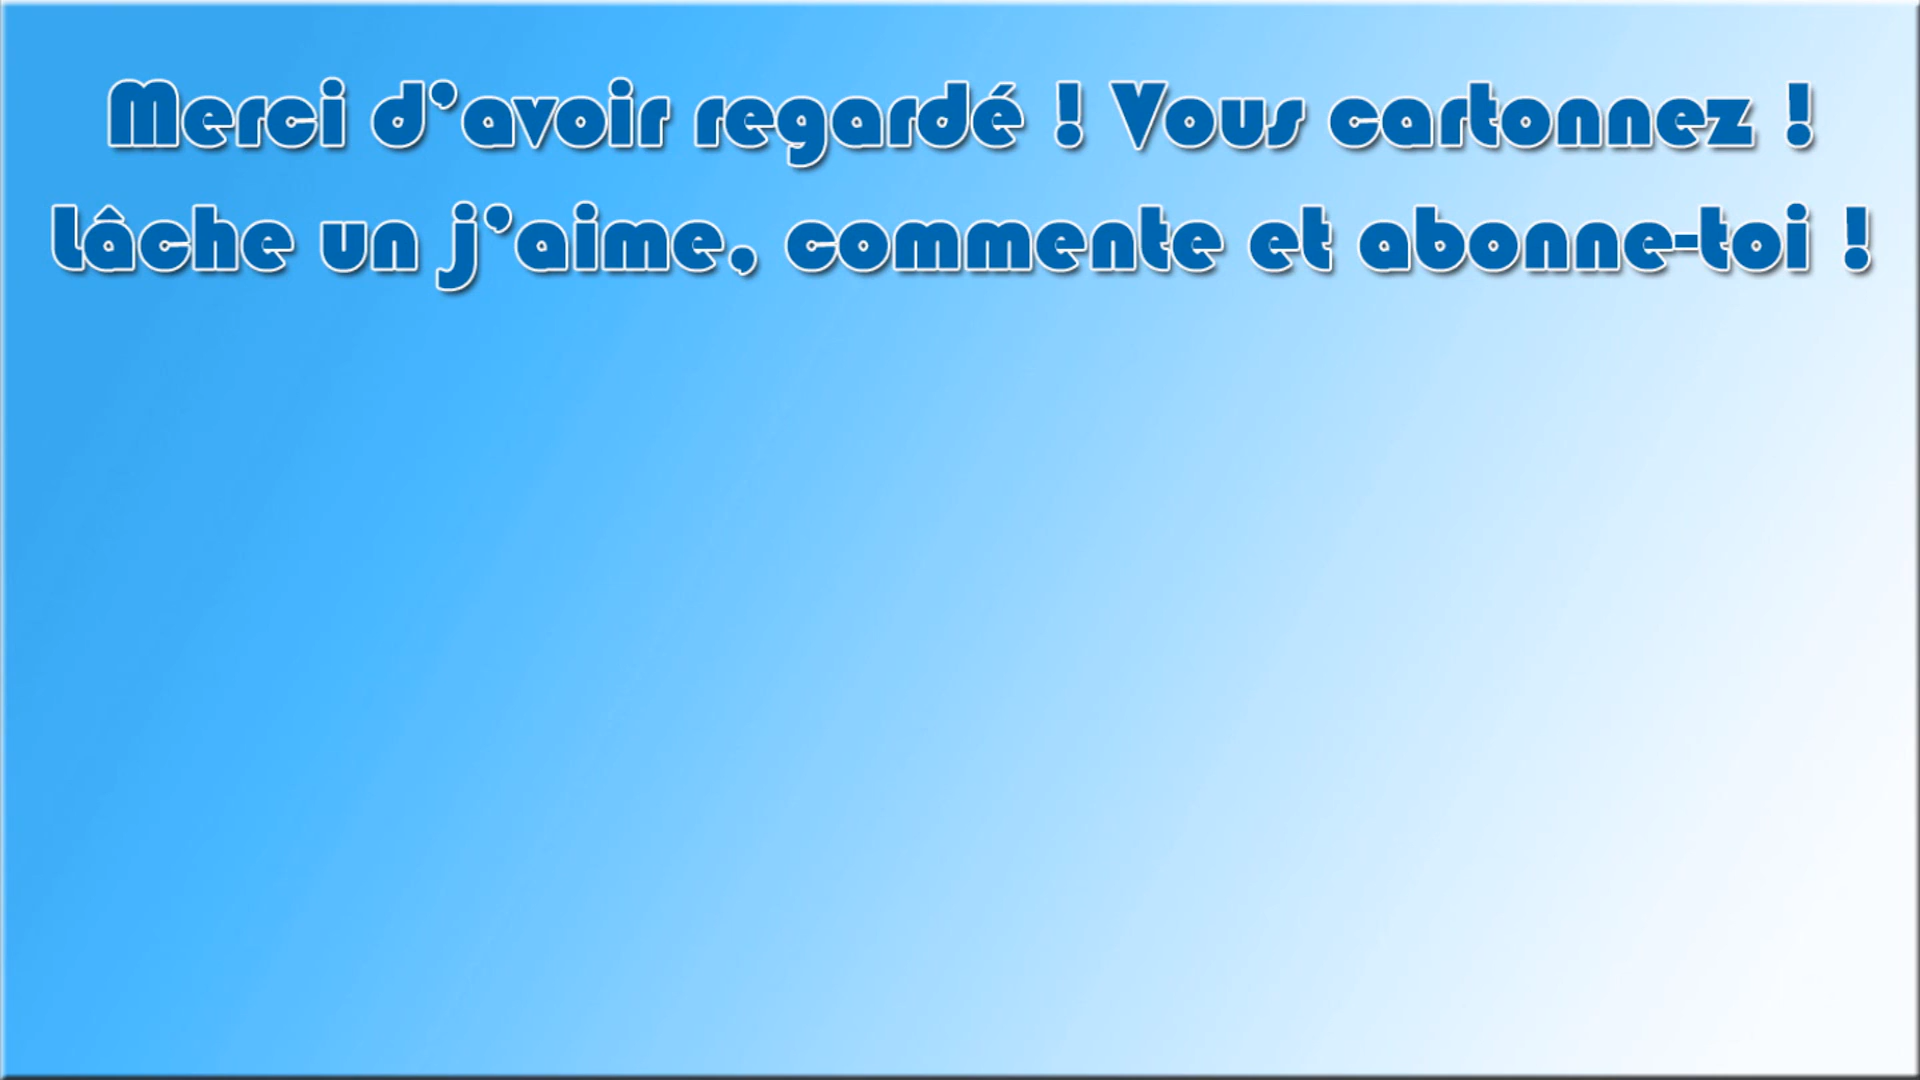 Merci d’avoir regardé ! Vous cartonnez !
Lâche un j’aime, commente et abonne-toi !